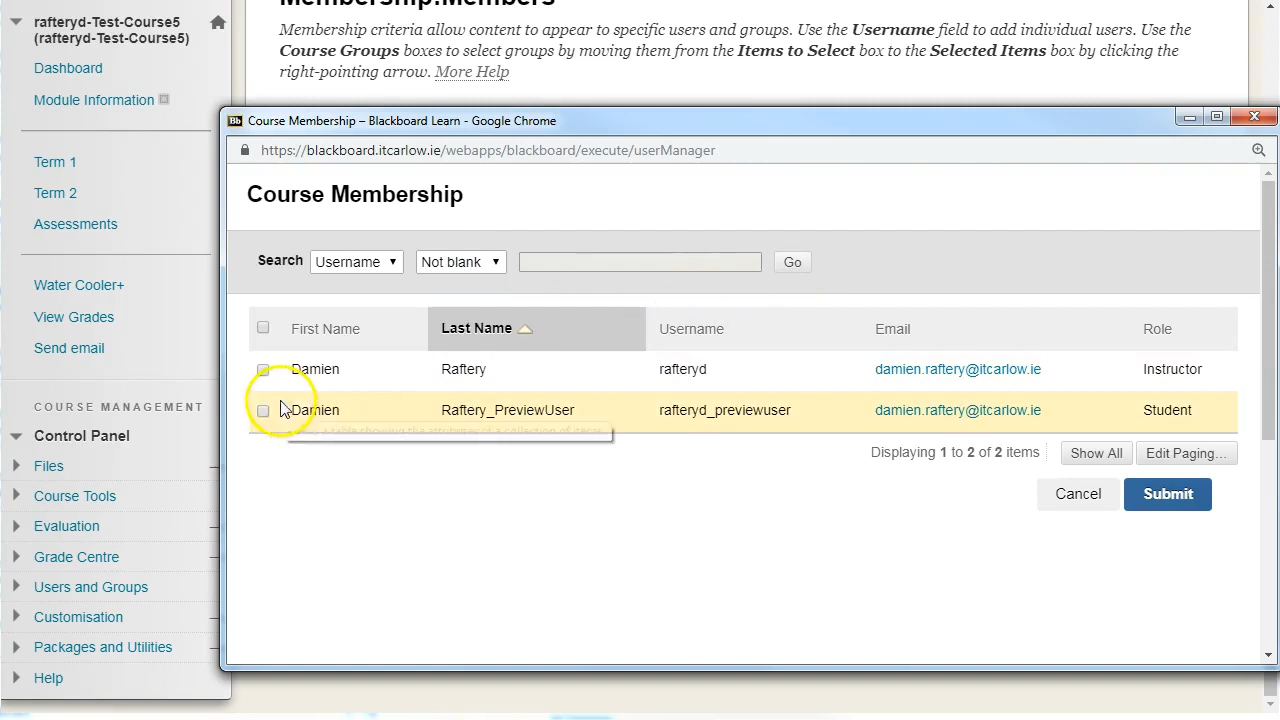 rafteryd-Test-Course5
(rafteryd-Test-Course5)
Dashboard
Module Information
Term 1
Term 2
Assessments
Water Cooler+
View Grades
Send email
COURSE MANAGEMENT
Control Panel
Files
Course Tools
Evaluation
Grade Centre
Users and Groups
Customisation
Packages and Utilities
Help
Membership:Members
Membership criteria allow content to appear to specific users and groups. Use the Username field to add individual users. Use the
Course Groups boxes to select groups by moving them from the Items to Select box to the Selected Items box by clicking the
right-pointing arrow. More Help
Bb Course Membership – Blackboard Learn - Google Chrome
https://blackboard.itcarlow.ie/webapps/blackboard/execute/userManager
Course Membership
Search Username Not blank Go
First Name Last Name Username Email Role
Damien Raftery rafteryd damien.raftery@itcarlow.ie Instructor
Damien Raftery_PreviewUser rafteryd_previewuser damien.raftery@itcarlow.ie Student
Displaying 1 to 2 of 2 items Show All Edit Paging...
Cancel Submit